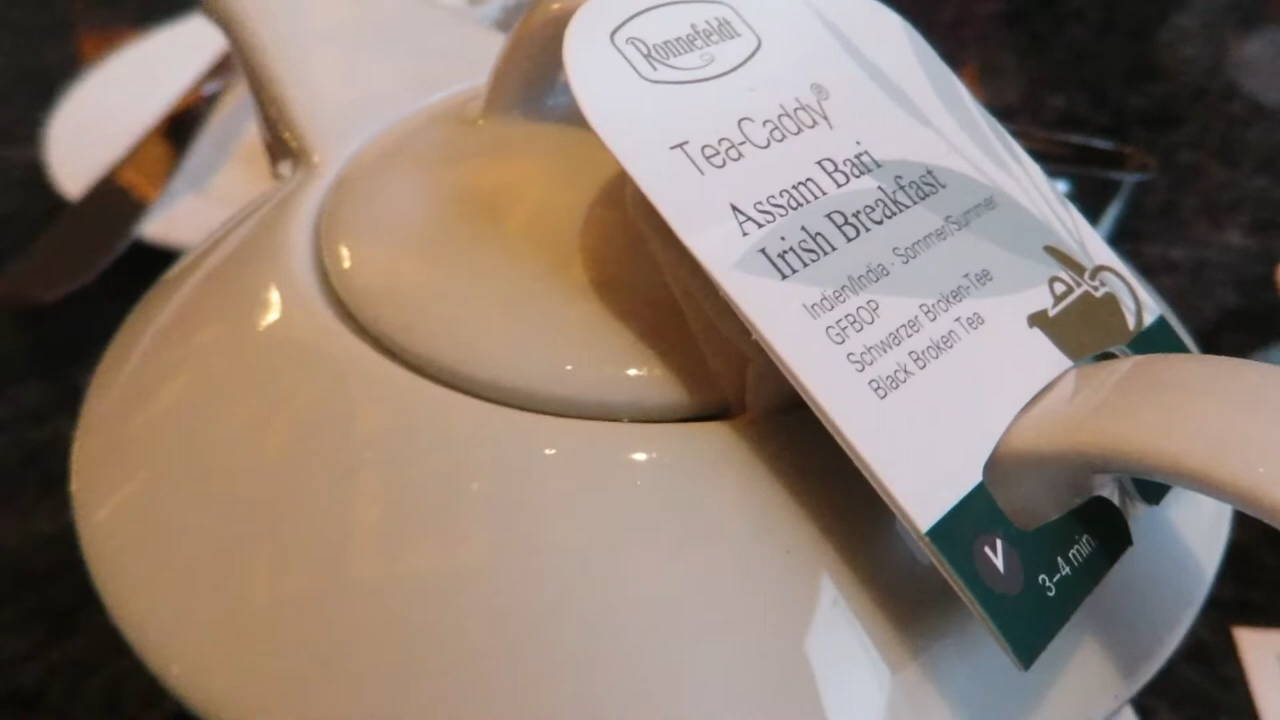 Ronnefeldt
Tea-Caddy®
Assam Bari
Irish Breakfast
Indien/India · Sommer/Summer
GFBOP
Schwarzer Broken-Tee
Black Broken Tea
V
3-4 min.